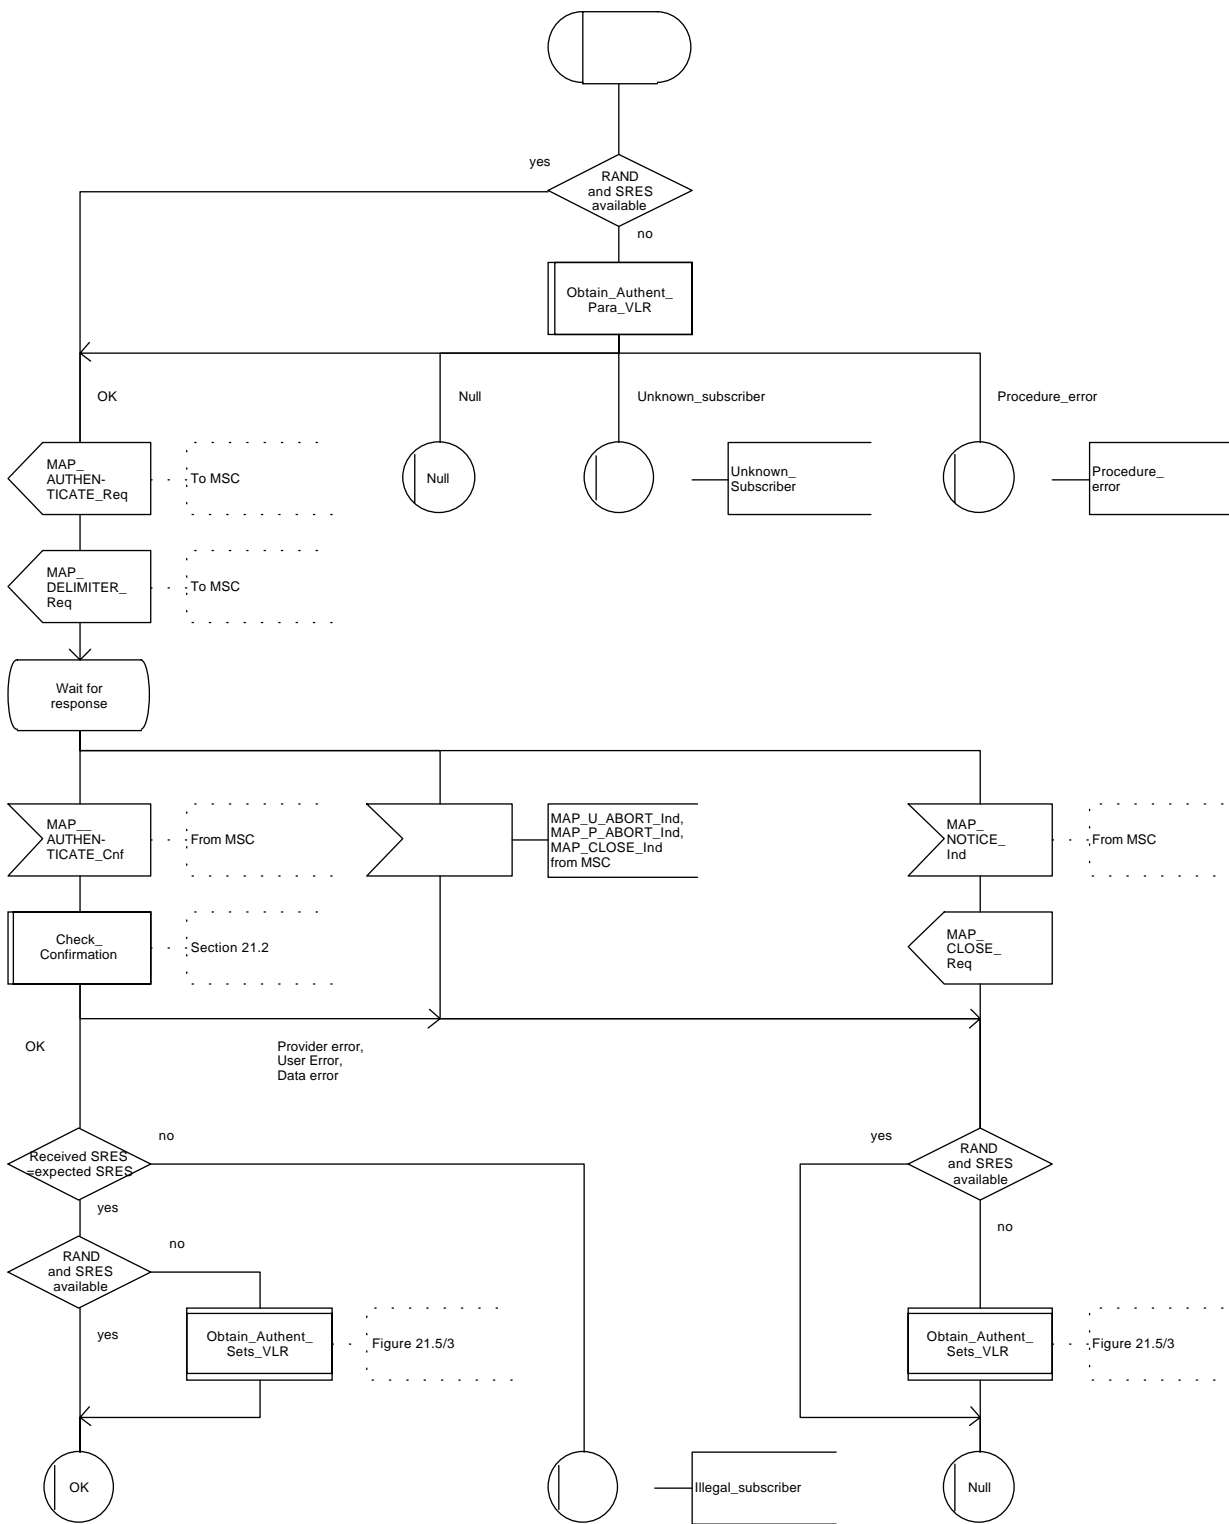 yes
RAND
and SRES
available
no
Obtain_Authent_
Para_VLR
OK
Null
Unknown_subscriber
Procedure_error
MAP_
AUTHEN-
TICATE_Req
To MSC
Null
Unknown_
Subscriber
Procedure_
error
MAP_
DELIMITER_
Req
To MSC
Wait for
response
MAP__
AUTHEN-
TICATE_Cnf
From MSC
MAP_U_ABORT_Ind,
MAP_P_ABORT_Ind,
MAP_CLOSE_Ind
from MSC
MAP_
NOTICE_
Ind
From MSC
Check_
Confirmation
Section 21.2
MAP_
CLOSE_
Req
OK
Provider error,
User Error,
Data error
Received SRES
=expected SRES
no
yes
yes
RAND
and SRES
available
no
RAND
and SRES
available
no
yes
Obtain_Authent_
Sets_VLR
Figure 21.5/3
Obtain_Authent_
Sets_VLR
Figure 21.5/3
OK
Illegal_subscriber
Null